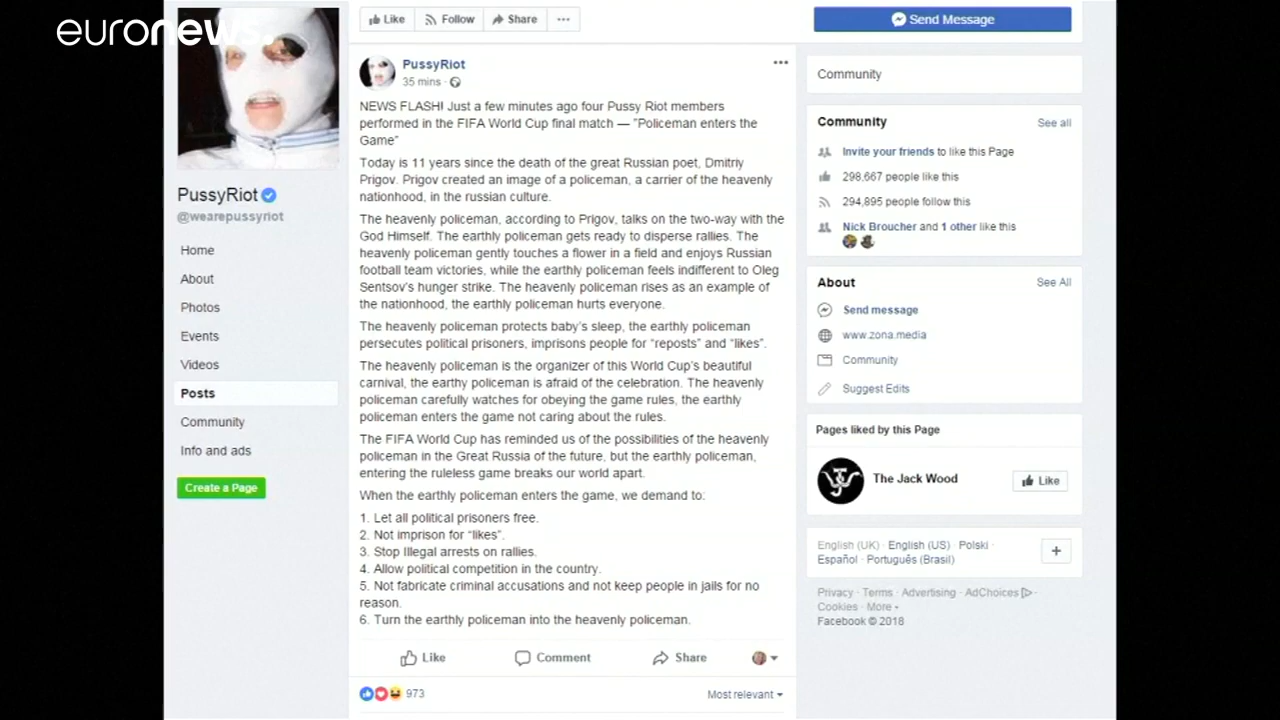 euronews.
Like
Follow
Share
Send Message
PussyRiot
@wearepussyriot
Home
About
Photos
Events
Videos
Posts
Community
Info and ads
Create a Page
PussyRiot
35 mins ·
NEWS FLASH! Just a few minutes ago four Pussy Riot members
performed in the FIFA World Cup final match — ”Policeman enters the
Game”
Today is 11 years since the death of the great Russian poet, Dmitriy
Prigov. Prigov created an image of a policeman, a carrier of the heavenly
nationhood, in the russian culture.
The heavenly policeman, according to Prigov, talks on the two-way with the
God Himself. The earthly policeman gets ready to disperse rallies. The
heavenly policeman gently touches a flower in a field and enjoys Russian
football team victories, while the earthly policeman feels indifferent to Oleg
Sentsov's hunger strike. The heavenly policeman rises as an example of
the nationhood, the earthly policeman hurts everyone.
The heavenly policeman protects baby's sleep, the earthly policeman
persecutes political prisoners, imprisons people for “reposts” and “likes”.
The heavenly policeman is the organizer of this World Cup's beautiful
carnival, the earthy policeman is afraid of the celebration. The heavenly
policeman carefully watches for obeying the game rules, the earthly
policeman enters the game not caring about the rules.
The FIFA World Cup has reminded us of the possibilities of the heavenly
policeman in the Great Russia of the future, but the earthly policeman,
entering the ruleless game breaks our world apart.
When the earthly policeman enters the game, we demand to:
1. Let all political prisoners free.
2. Not imprison for “likes”.
3. Stop Illegal arrests on rallies.
4. Allow political competition in the country.
5. Not fabricate criminal accusations and not keep people in jails for no
reason.
6. Turn the earthly policeman into the heavenly policeman.
Like
Comment
Share
973
Most relevant
Community
Community
See all
Invite your friends to like this Page
298,667 people like this
294,895 people follow this
Nick Broucher and 1 other like this
About
See All
Send message
www.zona.media
Community
Suggest Edits
Pages liked by this Page
The Jack Wood
Like
English (UK) · English (US) · Polski ·
Español · Português (Brasil)
Privacy · Terms · Advertising · AdChoices ·
Cookies · More
Facebook © 2018